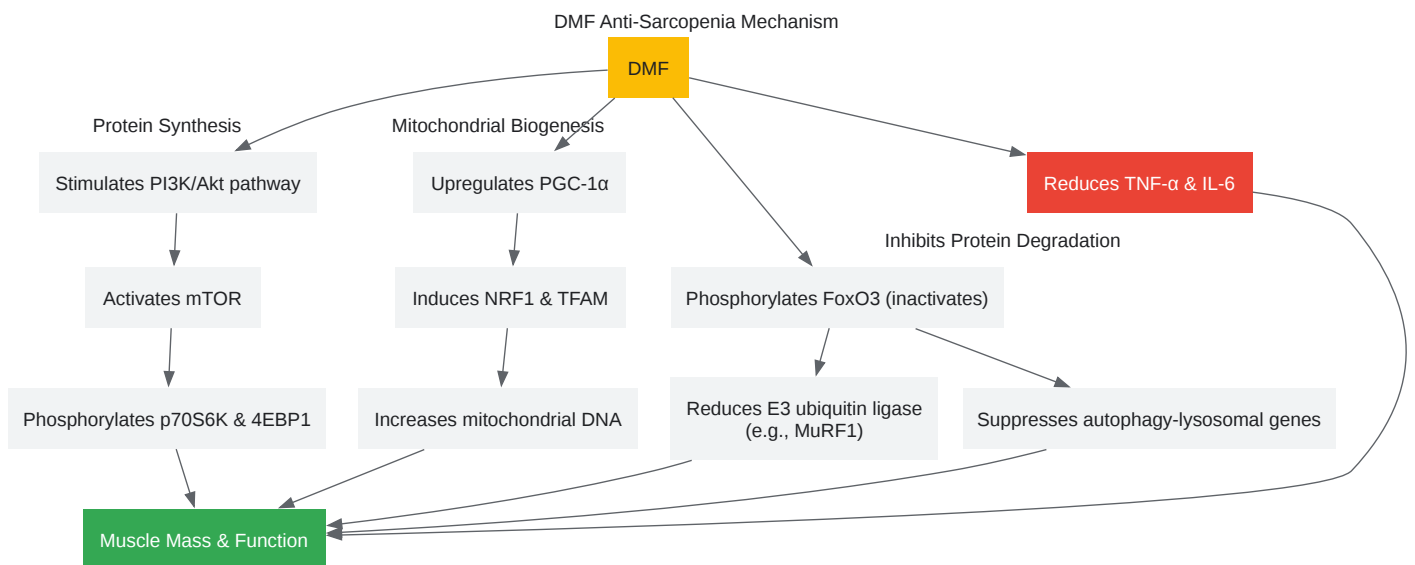 DMF Anti-Sarcopenia Mechanism
DMF
Protein Synthesis
Mitochondrial Biogenesis
Stimulates PI3K/Akt pathway
Upregulates PGC-1α
Reduces TNF-α & IL-6
Inhibits Protein Degradation
Activates mTOR
Induces NRF1 & TFAM
Phosphorylates FoxO3 (inactivates)
Phosphorylates p70S6K & 4EBP1
Increases mitochondrial DNA
Reduces E3 ubiquitin ligase
(e.g., MuRF1)
Suppresses autophagy-lysosomal genes
Muscle Mass & Function